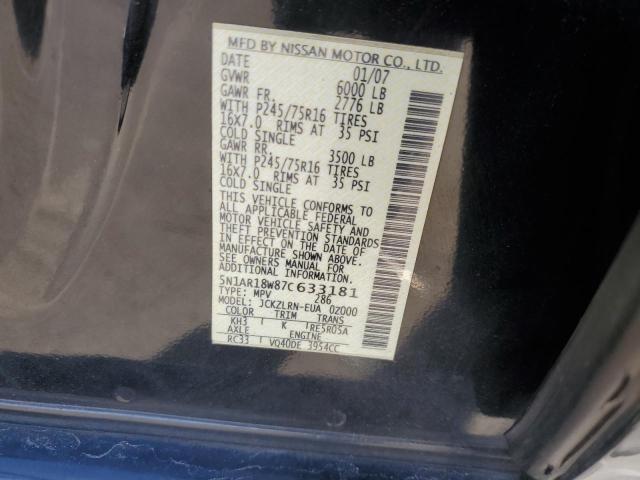 MFD BY NISSAN MOTOR CO., LTD.
DATE 01/07
GVWR 6000 LB
GAWR FR. 2776 LB
WITH P245/75R16 TIRES
16X7.0 RIMS AT 35 PSI
COLD SINGLE
GAWR RR. 3500 LB
WITH P245/75R16 TIRES
16X7.0 RIMS AT 35 PSI
COLD SINGLE
THIS VEHICLE CONFORMS TO
ALL APPLICABLE FEDERAL
MOTOR VEHICLE SAFETY AND
THEFT PREVENTION STANDARDS
IN EFFECT ON THE DATE OF
MANUFACTURE SHOWN ABOVE.
SEE OWNERS MANUAL FOR
ADDITIONAL INFORMATION.
5N1AR18W87C633181
TYPE: MPV 286
MODEL: JCKZLRN-EUA 0Z000
COLOR TRIM TRANS
KH3 K RE5R05A
AXLE ENGINE
RC33 VQ40DE 3954CC